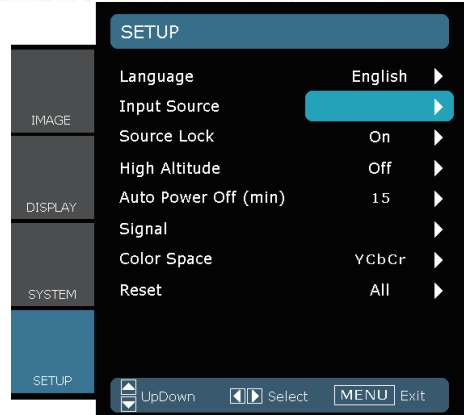 SETUP
Language English
Input Source
Source Lock On
High Altitude Off
Auto Power Off (min) 15
Signal
Color Space YCbCr
Reset All
IMAGE
DISPLAY
SYSTEM
SETUP
UpDown Select MENU Exit